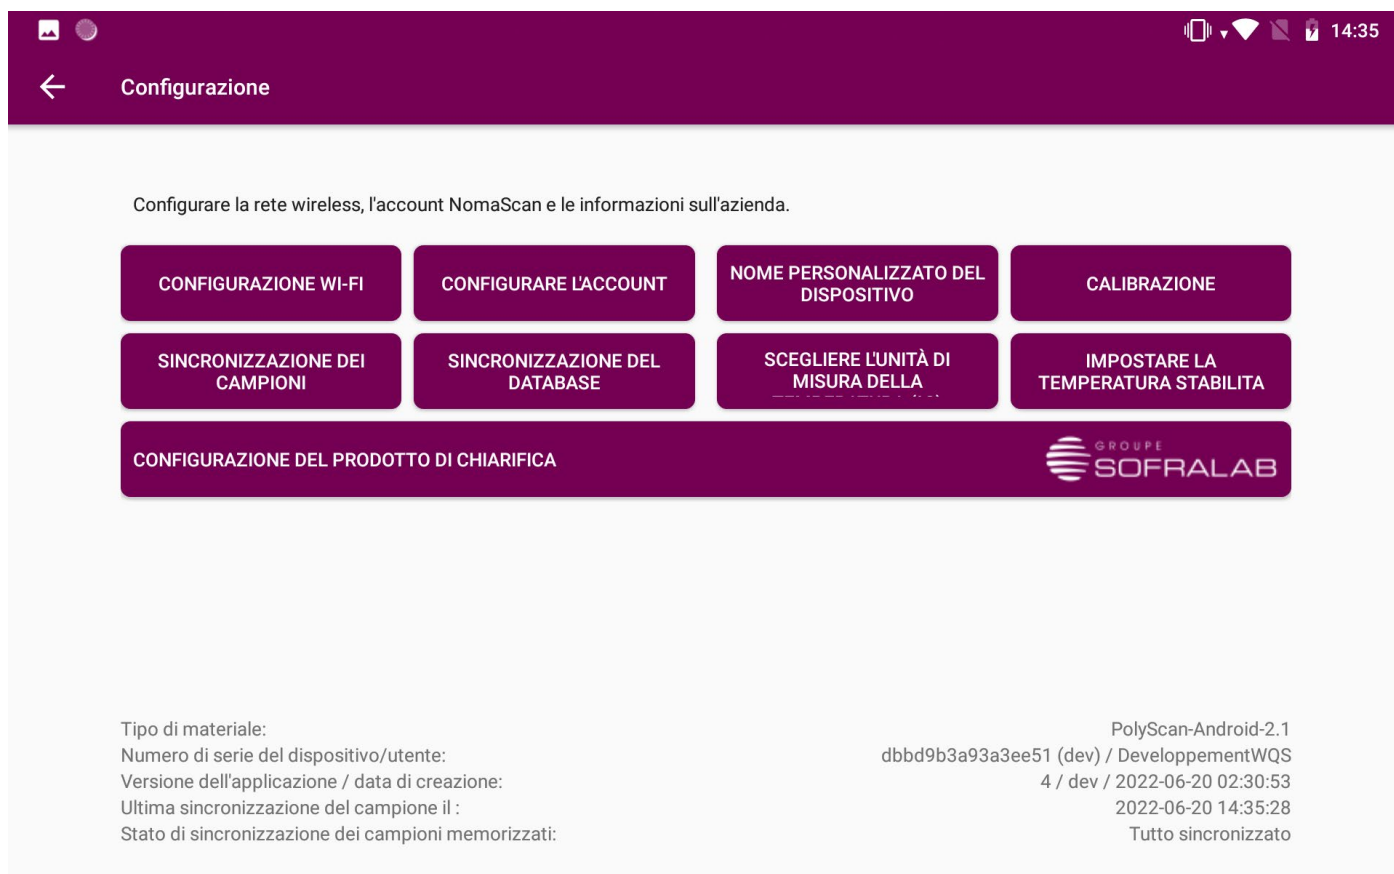 14:35
Configurazione
Configurare la rete wireless, l'account NomaScan e le informazioni sull'azienda.
CONFIGURAZIONE WI-FI
CONFIGURARE L'ACCOUNT
NOME PERSONALIZZATO DEL
DISPOSITIVO
CALIBRAZIONE
SINCRONIZZAZIONE DEI
CAMPIONI
SINCRONIZZAZIONE DEL
DATABASE
SCEGLIERE L'UNITÀ DI
MISURA DELLA
IMPOSTARE LA
TEMPERATURA STABILITA
CONFIGURAZIONE DEL PRODOTTO DI CHIARIFICA
GROUPE
SOFRALAB
Tipo di materiale: PolyScan-Android-2.1
Numero di serie del dispositivo/utente: dbbd9b3a93a3ee51 (dev) / DeveloppementWQS
Versione dell'applicazione / data di creazione: 4 / dev / 2022-06-20 02:30:53
Ultima sincronizzazione del campione il : 2022-06-20 14:35:28
Stato di sincronizzazione dei campioni memorizzati: Tutto sincronizzato